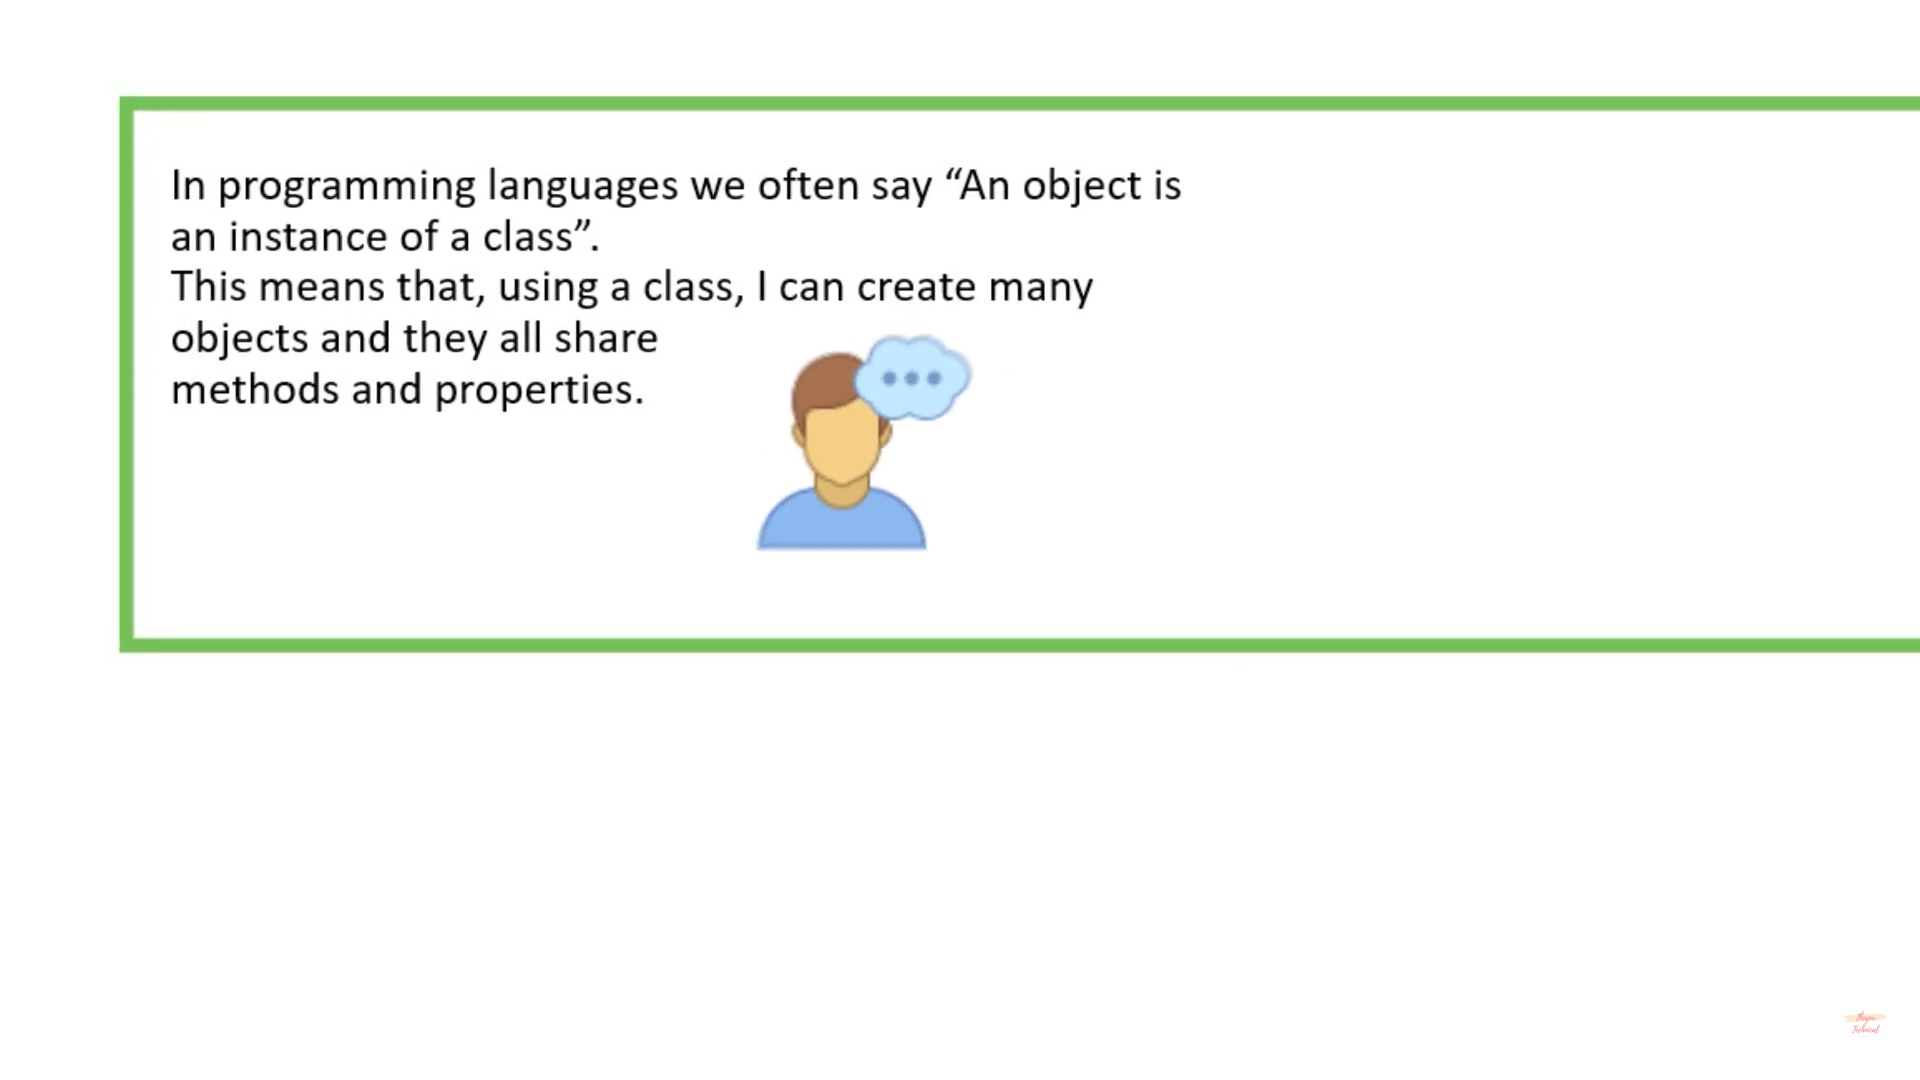 In programming languages we often say “An object is
an instance of a class”.
This means that, using a class, I can create many
objects and they all share
methods and properties.
Technical